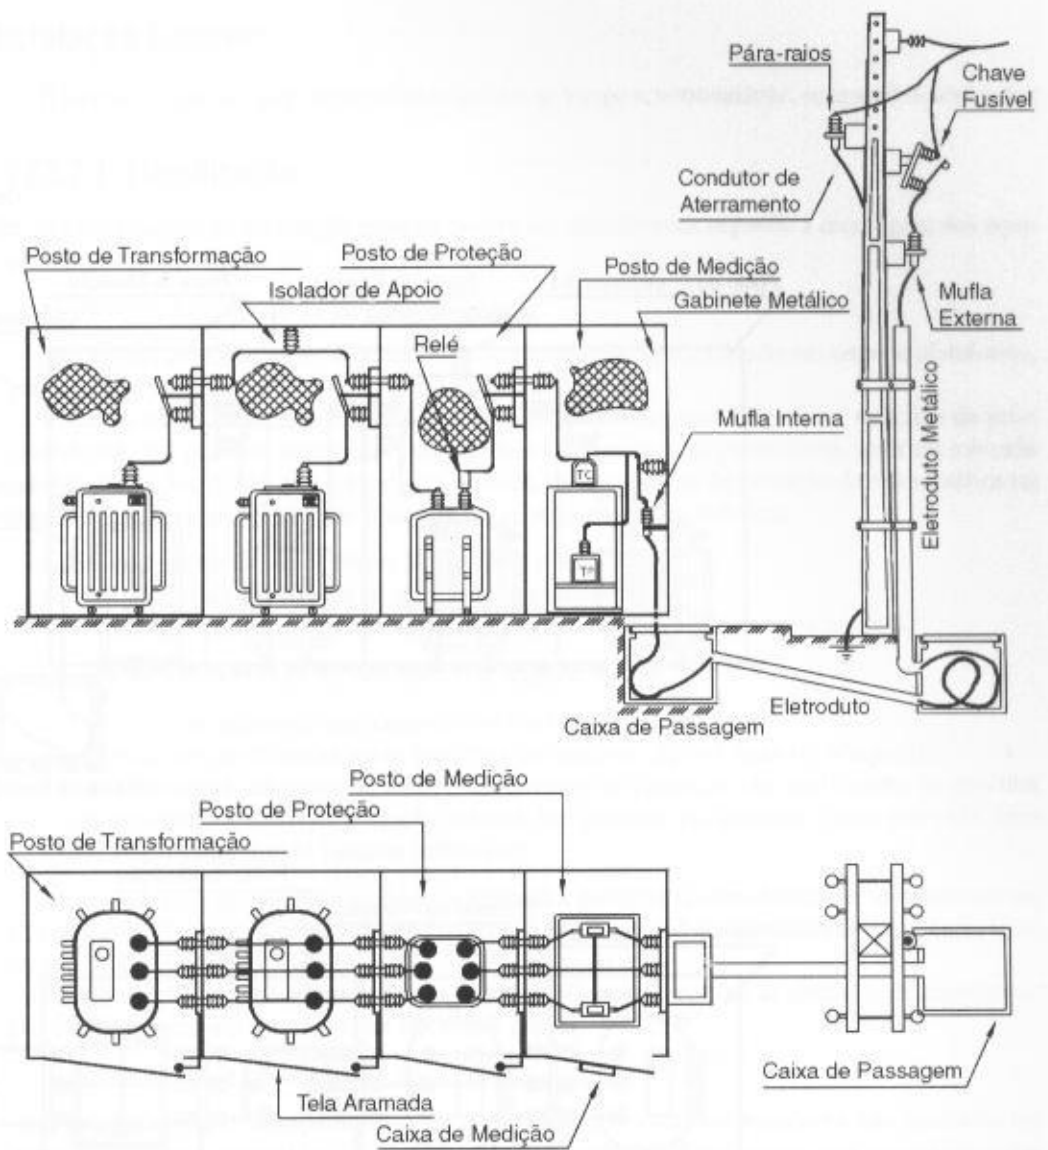 Pára-raios
Chave
Fusível
Condutor de
Aterramento
Posto de Transformação
Posto de Proteção
Isolador de Apoio
Posto de Medição
Gabinete Metálico
Mufla
Externa
Relé
Mufla Interna
TC
Eletroduto Metálico
Eletroduto
Caixa de Passagem
Posto de Medição
Posto de Proteção
Posto de Transformação
Tela Aramada
Caixa de Medição
Caixa de Passagem